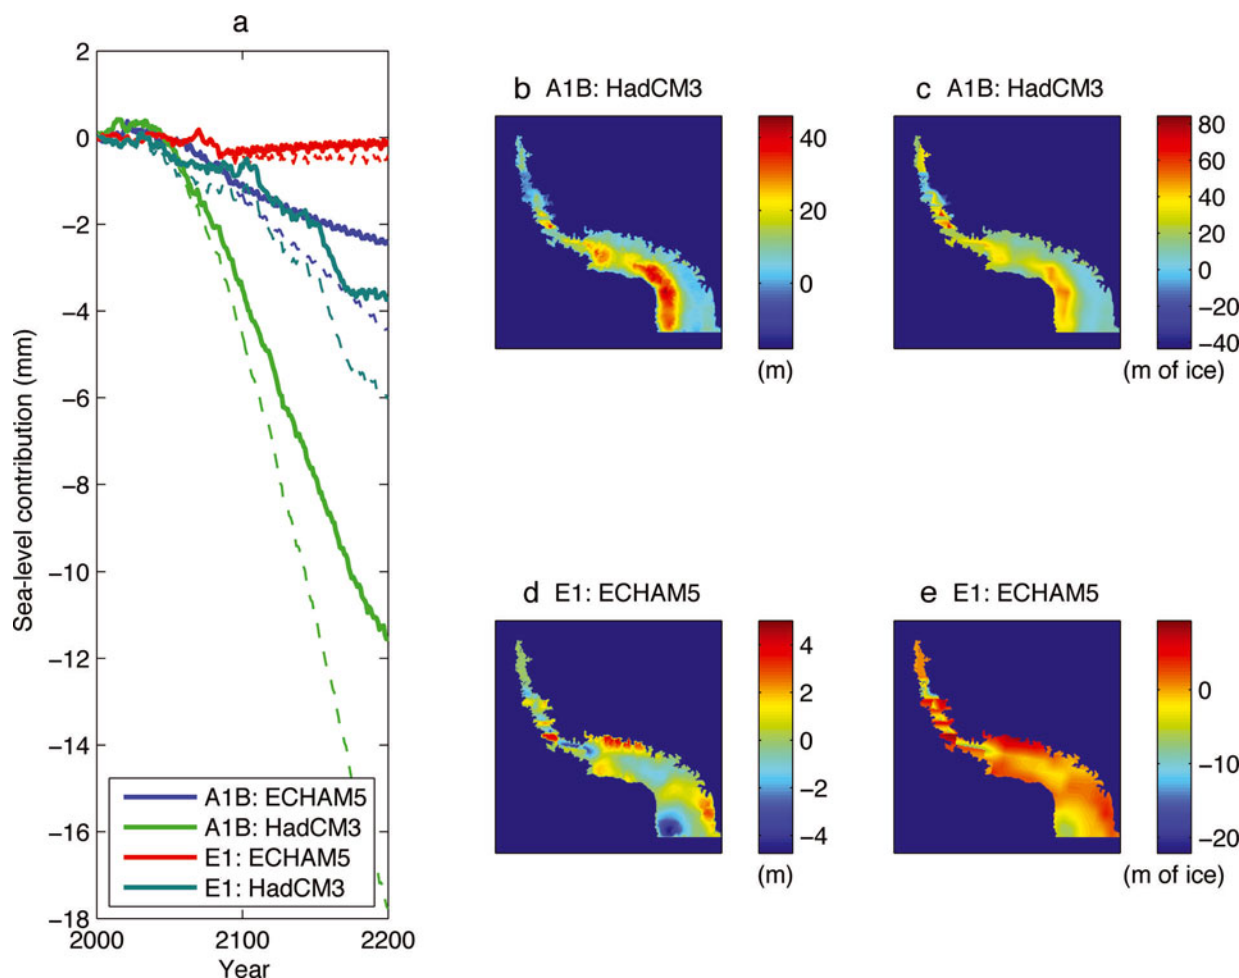 a
2
0
−2
−4
−6
−8
−10
−12
−14
−16
−18
Sea-level contribution (mm)
2000 2100 2200
Year
A1B: ECHAM5
A1B: HadCM3
E1: ECHAM5
E1: HadCM3
b A1B: HadCM3
40
20
0
(m)
c A1B: HadCM3
80
60
40
20
0
−20
−40
(m of ice)
d E1: ECHAM5
4
2
0
−2
−4
(m)
e E1: ECHAM5
0
−10
−20
(m of ice)